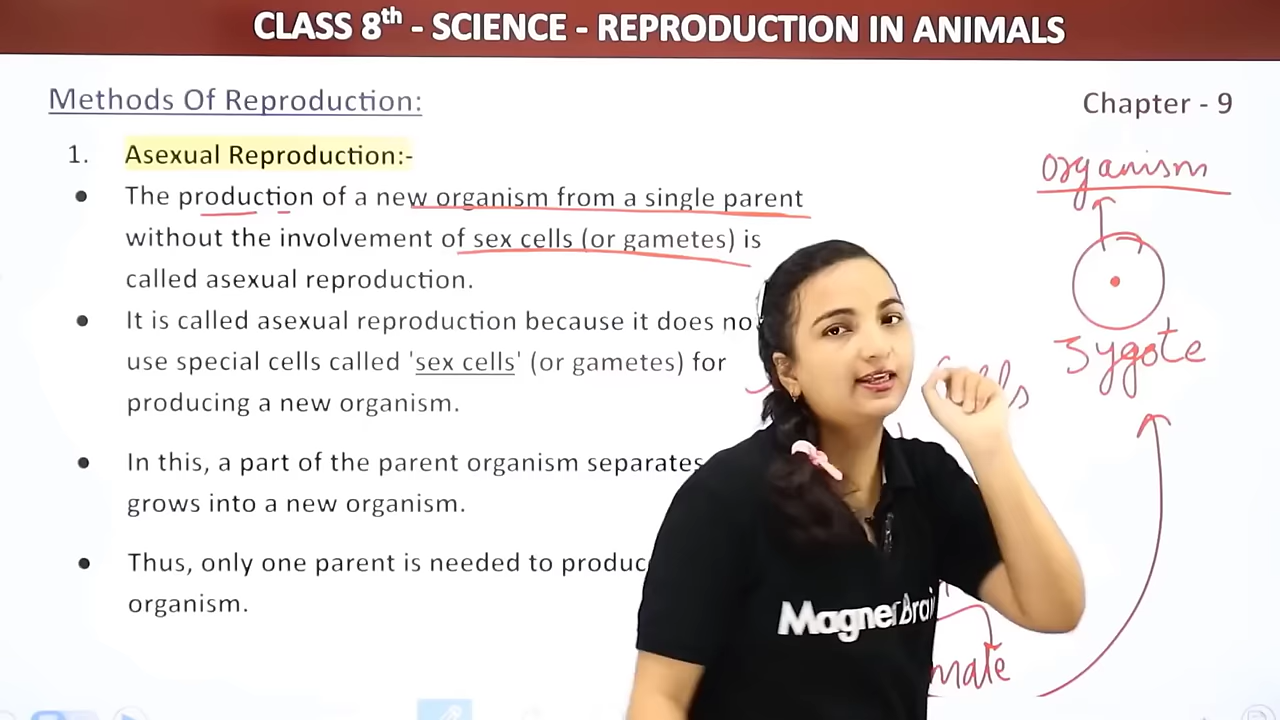 CLASS 8th - SCIENCE - REPRODUCTION IN ANIMALS
Methods Of Reproduction:
Chapter - 9
1. Asexual Reproduction:-
• The production of a new organism from a single parent
without the involvement of sex cells (or gametes) is
called asexual reproduction.
• It is called asexual reproduction because it does no
use special cells called 'sex cells' (or gametes) for
producing a new organism.
• In this, a part of the parent organism separates
grows into a new organism.
• Thus, only one parent is needed to produc
organism.
organism
zygote
male
Magnet Brai